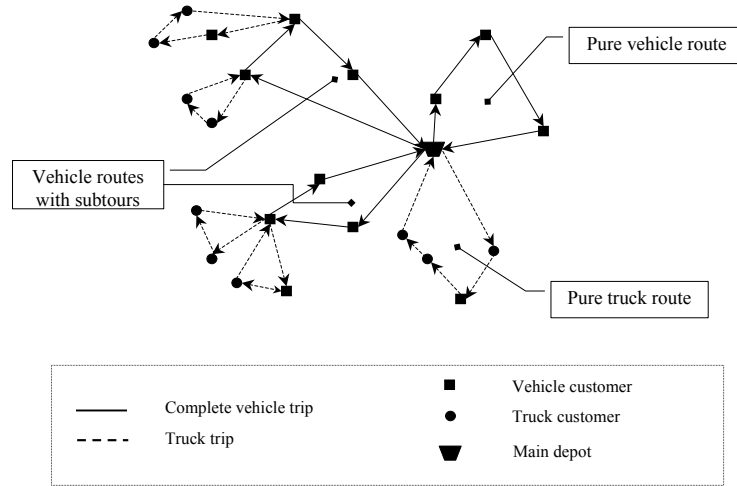 Pure vehicle route
Vehicle routes
with subtours
Pure truck route
Complete vehicle trip
Truck trip
Vehicle customer
Truck customer
Main depot